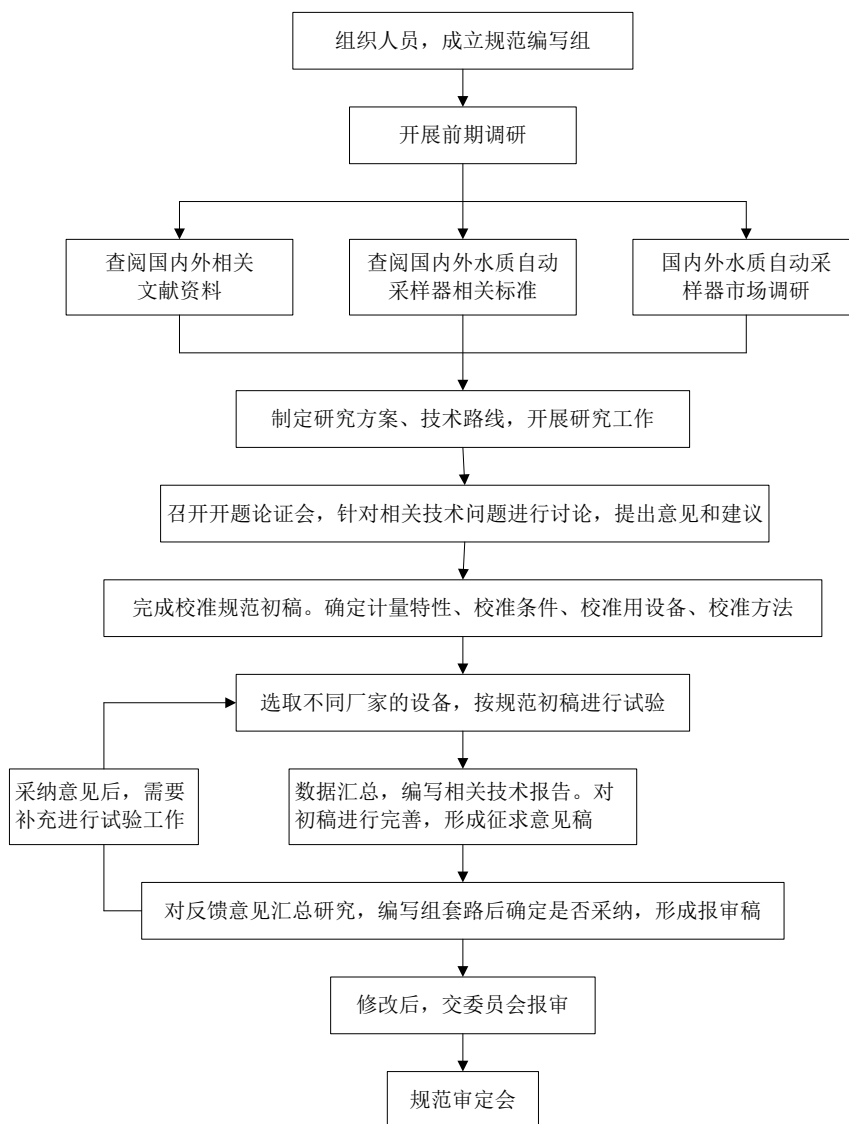 组织人员，成立规范编写组
开展前期调研
查阅国内外相关
文献资料
查阅国内外水质自动
采样器相关标准
国内外水质自动采
样器市场调研
制定研究方案、技术路线，开展研究工作
召开开题论证会，针对相关技术问题进行讨论，提出意见和建议
完成校准规范初稿。确定计量特性、校准条件、校准用设备、校准方法
选取不同厂家的设备，按规范初稿进行试验
采纳意见后，需要
补充进行试验工作
数据汇总，编写相关技术报告。对
初稿进行完善，形成征求意见稿
对反馈意见汇总研究，编写组套路后确定是否采纳，形成报审稿
修改后，交委员会报审
规范审定会